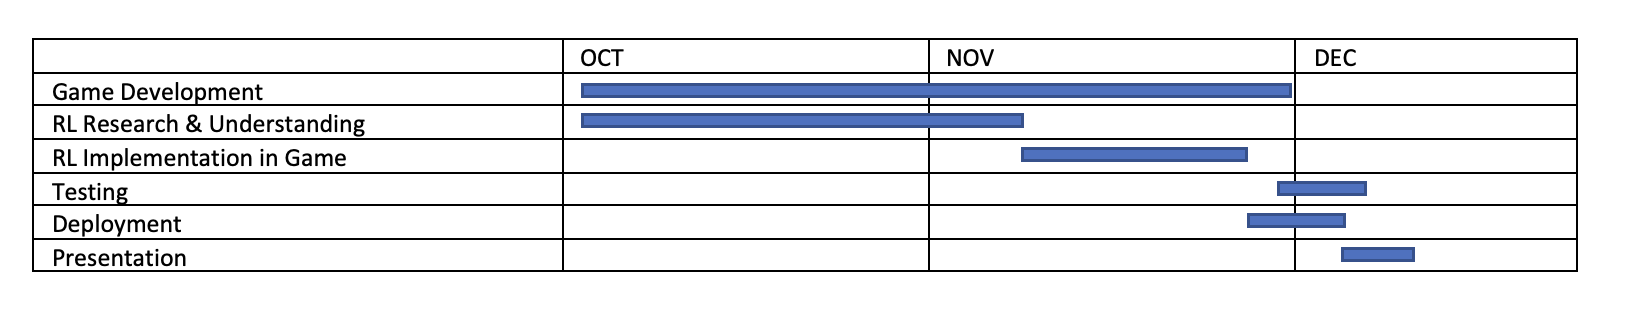 OCT NOV DEC
Game Development
RL Research & Understanding
RL Implementation in Game
Testing
Deployment
Presentation